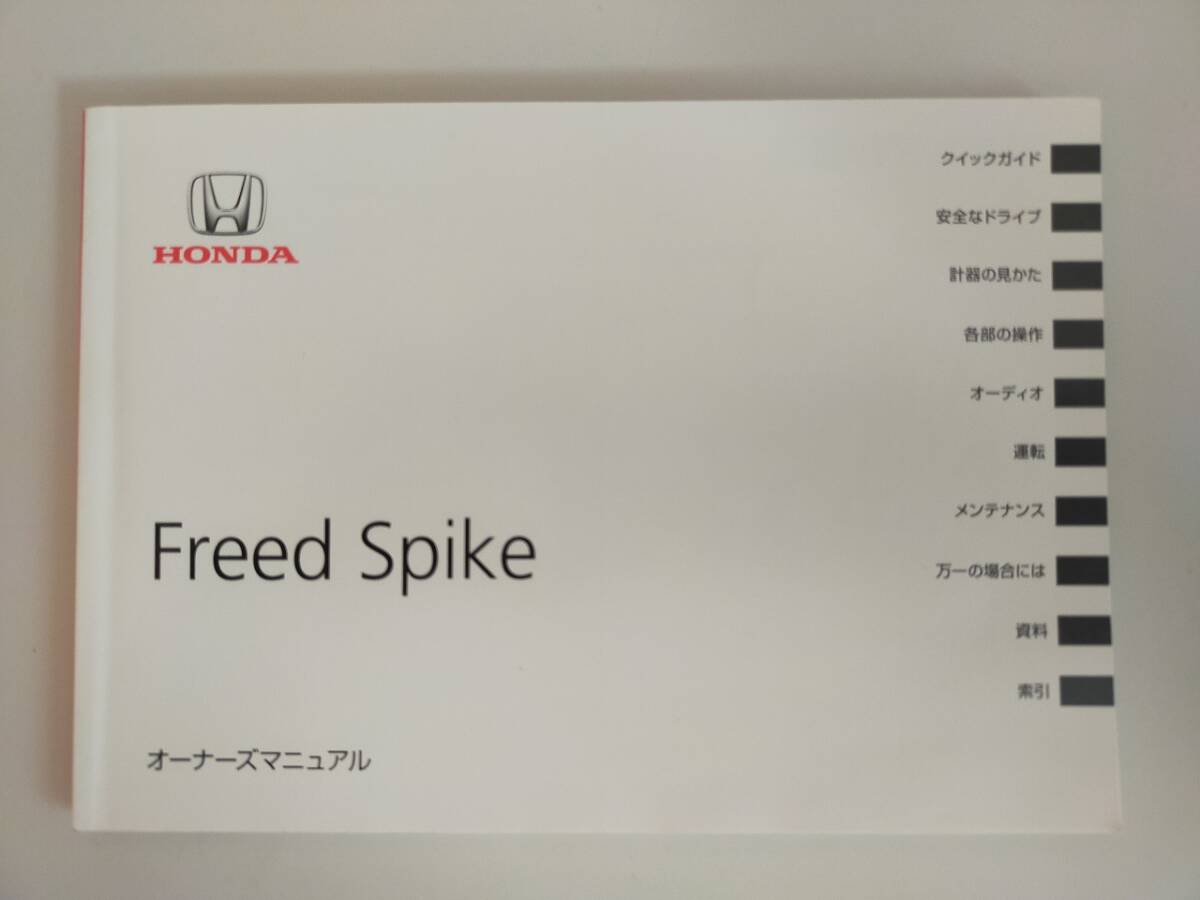 HONDA
Freed Spike
オーナーズマニュアル
クイックガイド
安全なドライブ
計器の見かた
各部の操作
オーディオ
運転
メンテナンス
万一の場合には
資料
索引